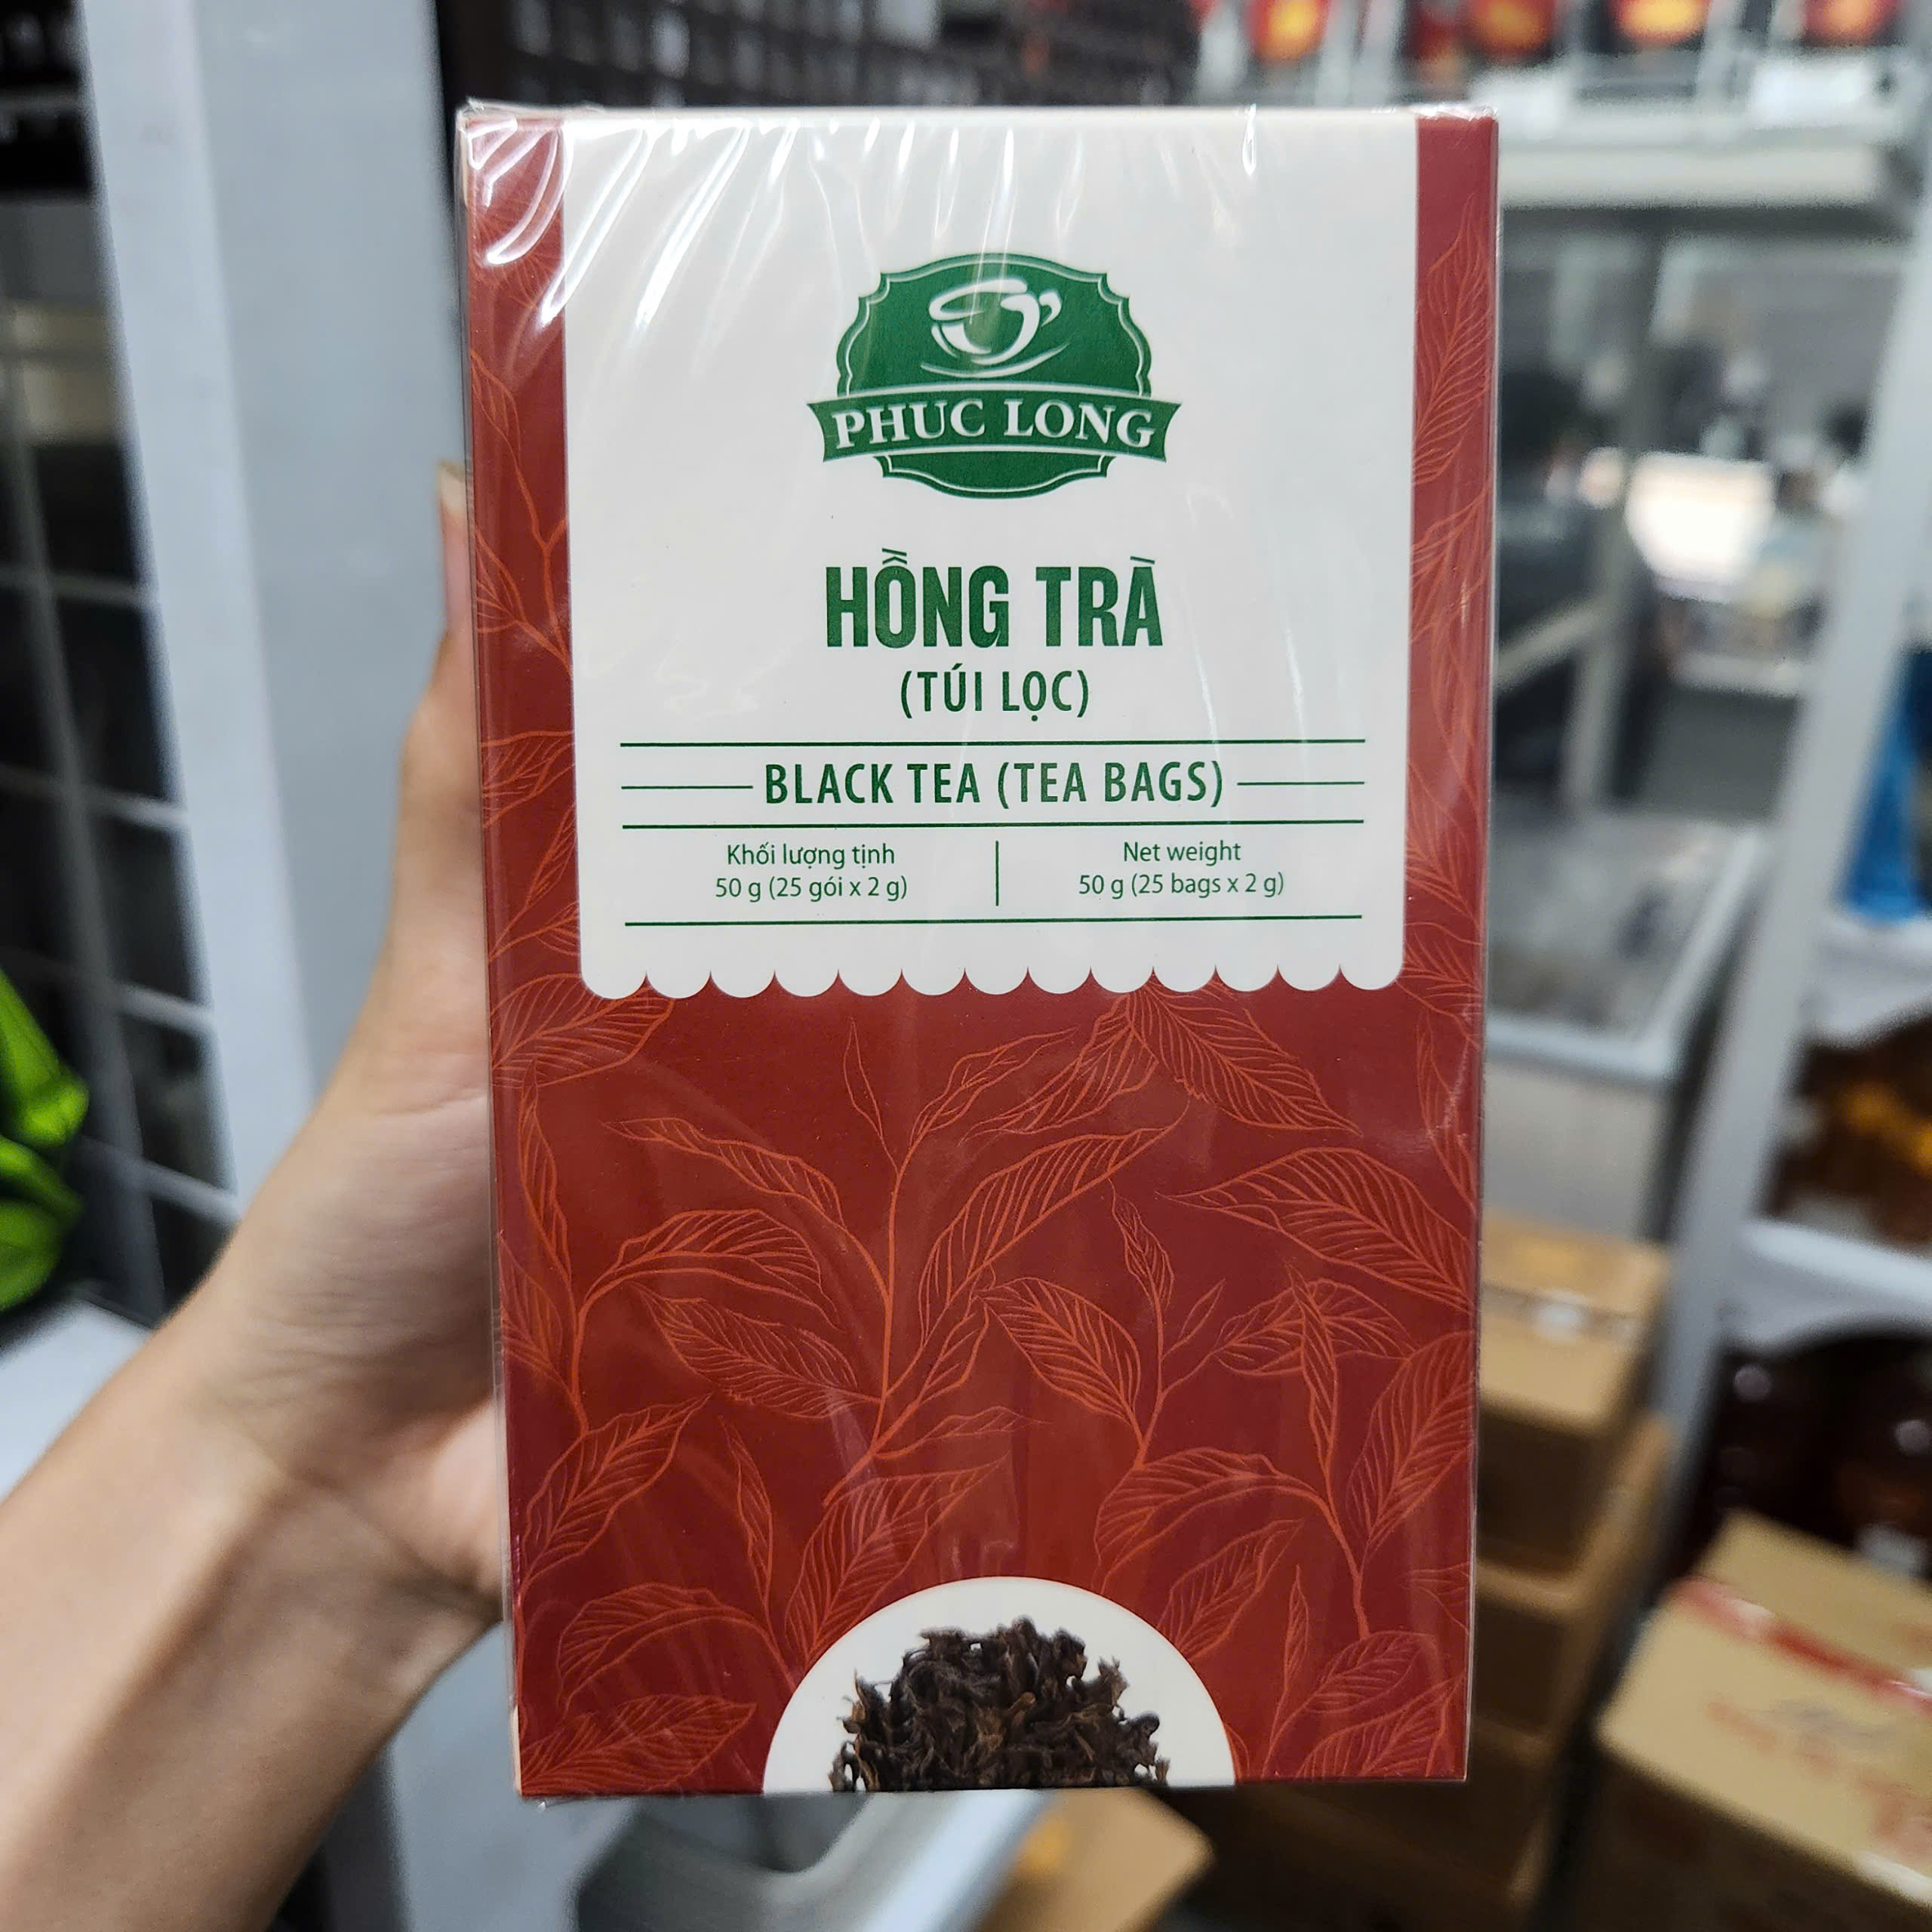 PHUC LONG
HỒNG TRÀ
(TÚI LỌC)
BLACK TEA (TEA BAGS)
Khối lượng tịnh
50 g (25 gói x 2 g)
Net weight
50 g (25 bags x 2 g)